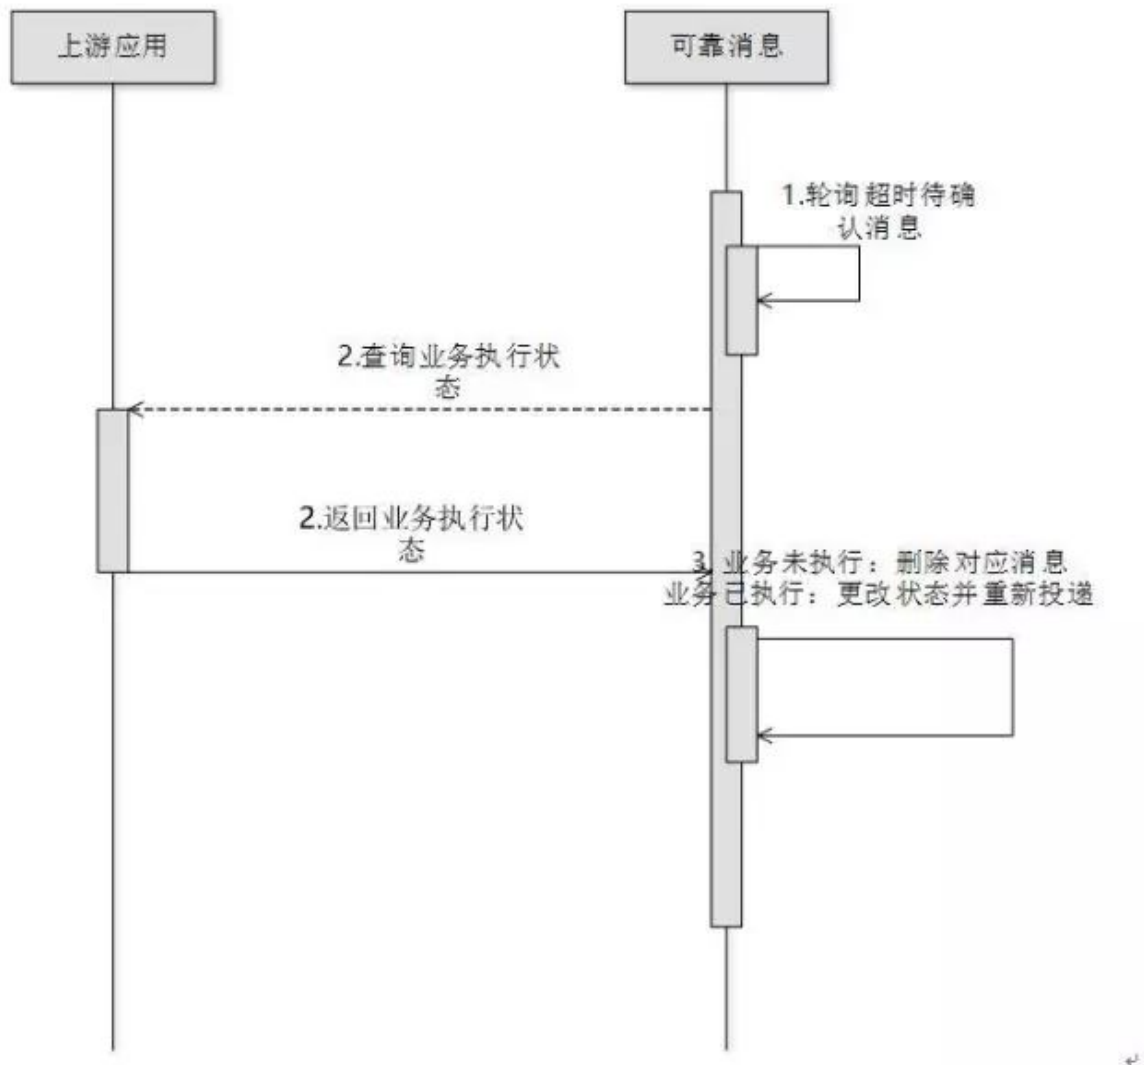 上游应用
可靠消息
1.轮询超时待确
认消息
2.查询业务执行状
态
2.返回业务执行状
态
3. 业务未执行：删除对应消息
业务已执行：更改状态并重新投递